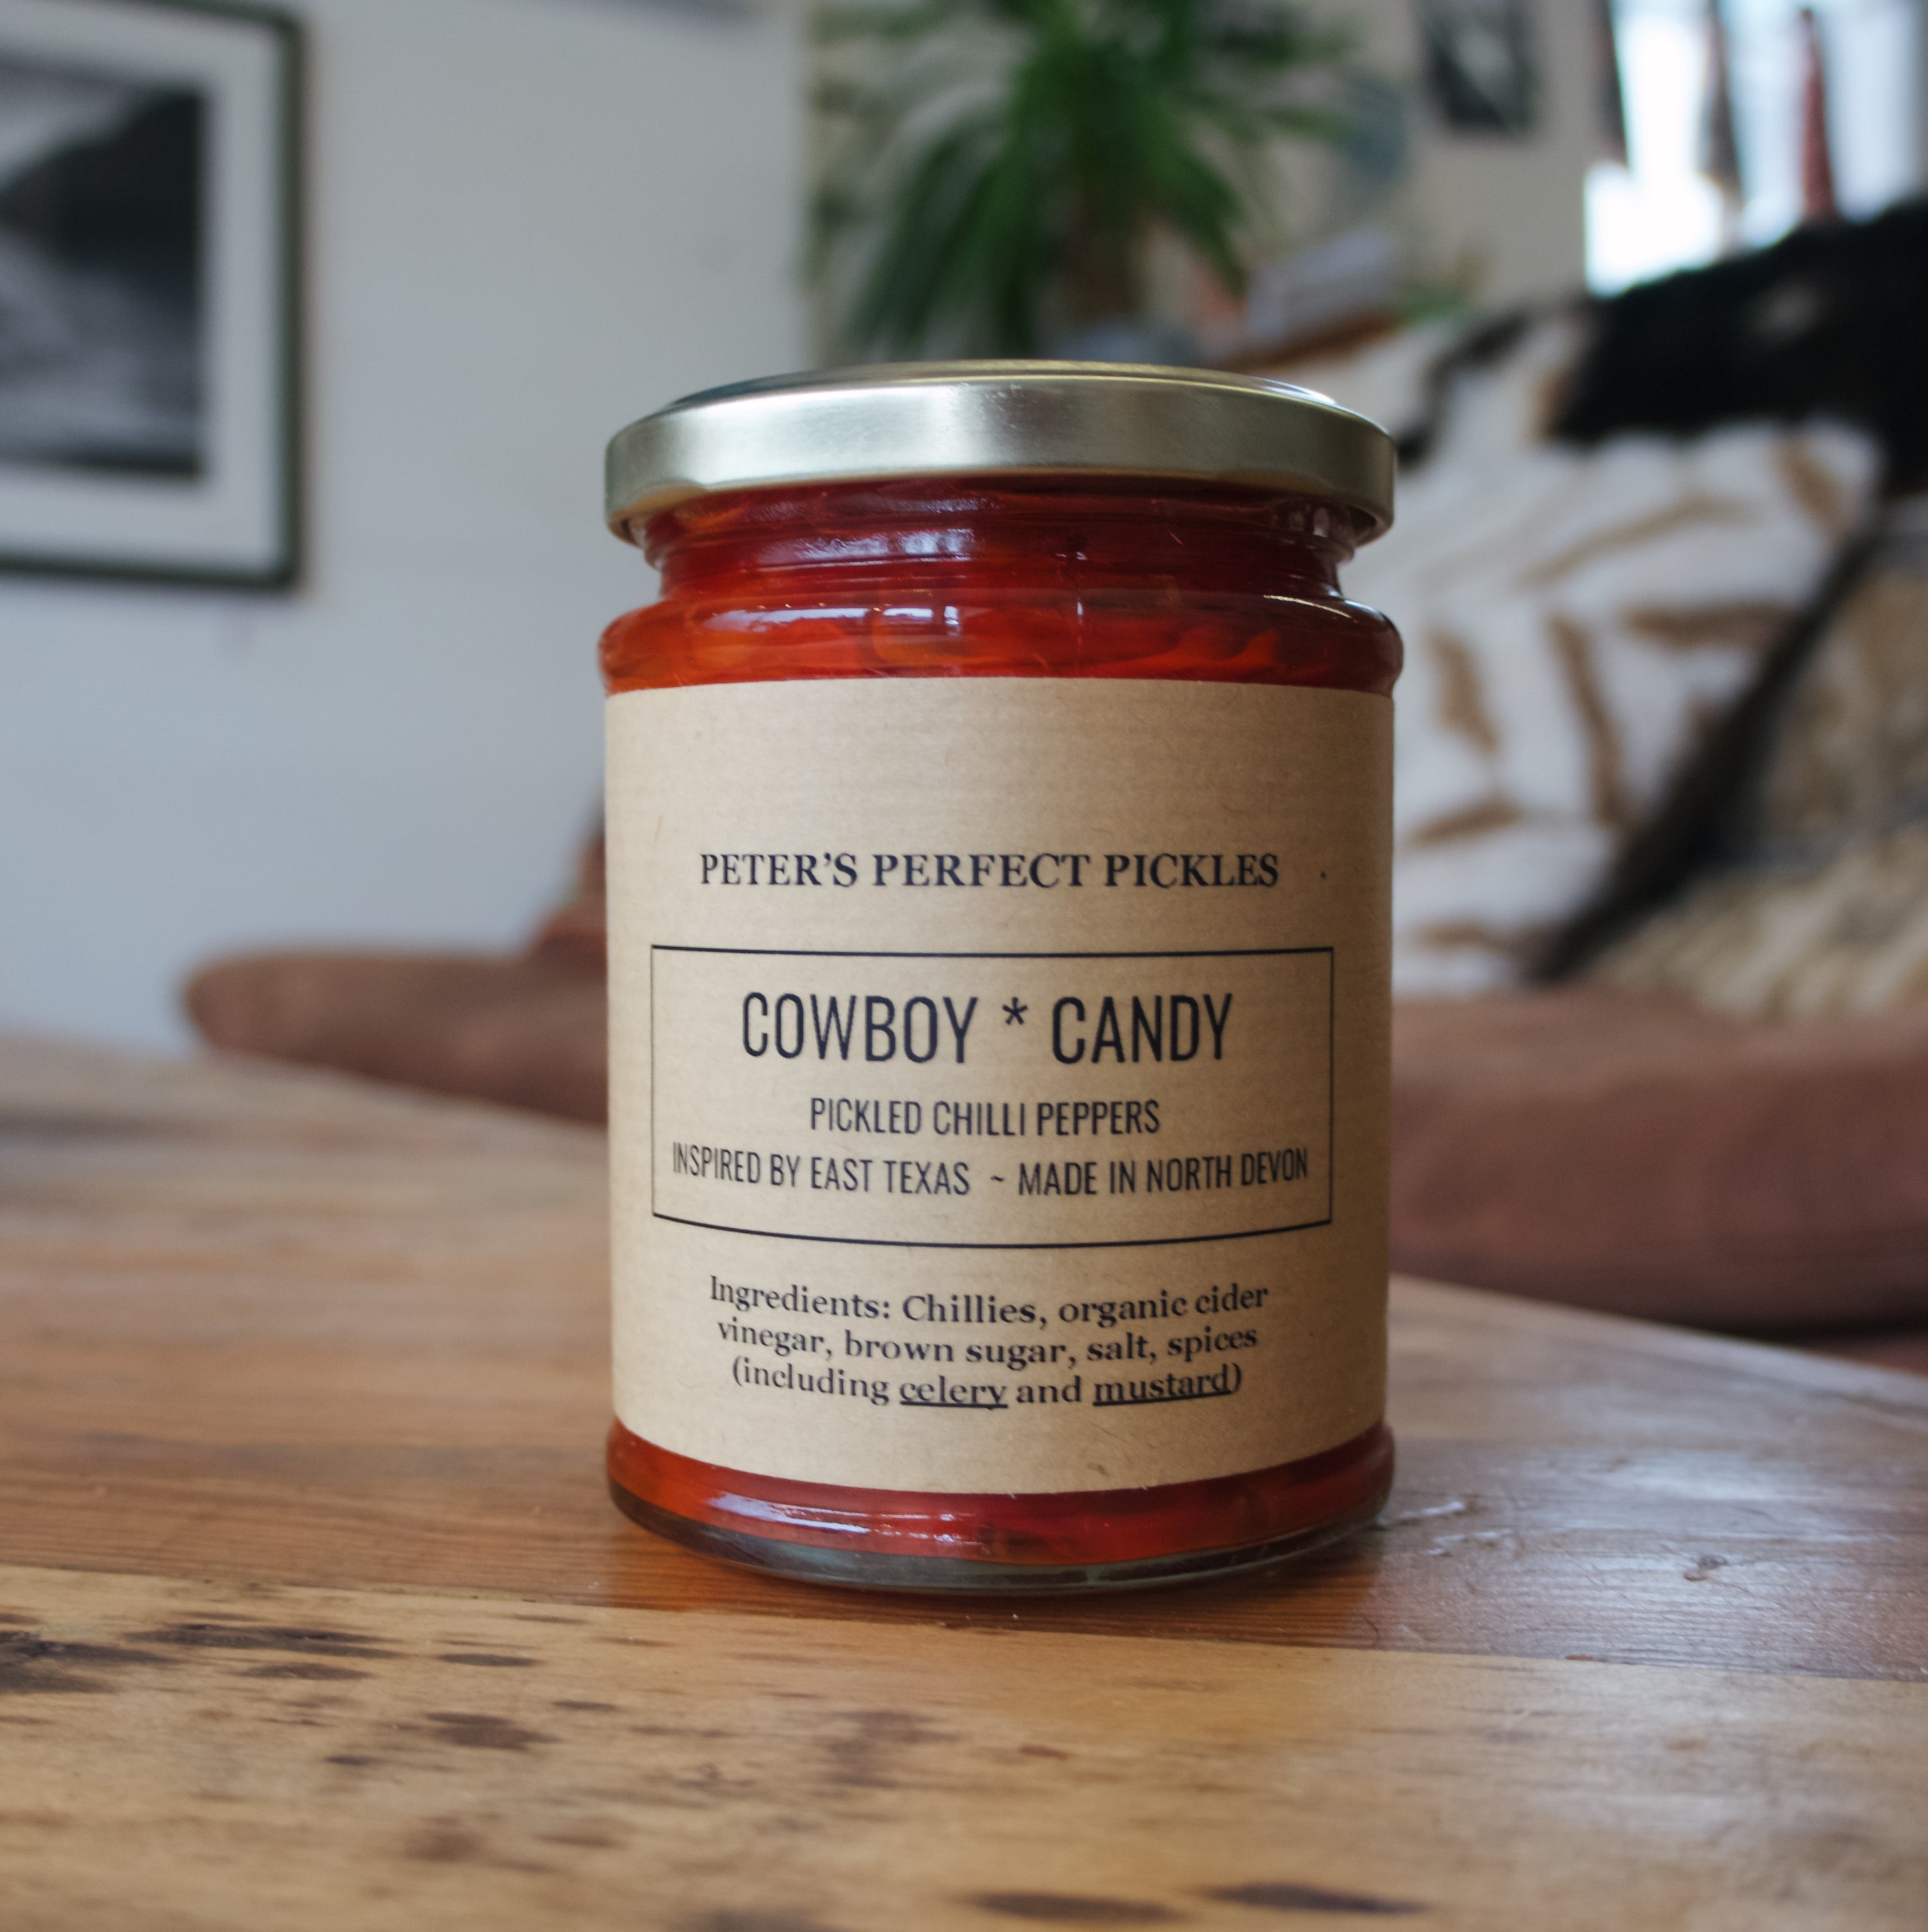 PETER'S PERFECT PICKLES
COWBOY * CANDY
PICKLED CHILLI PEPPERS
INSPIRED BY EAST TEXAS ~ MADE IN NORTH DEVON
Ingredients: Chillies, organic cider
vinegar, brown sugar, salt, spices
(including celery and mustard)